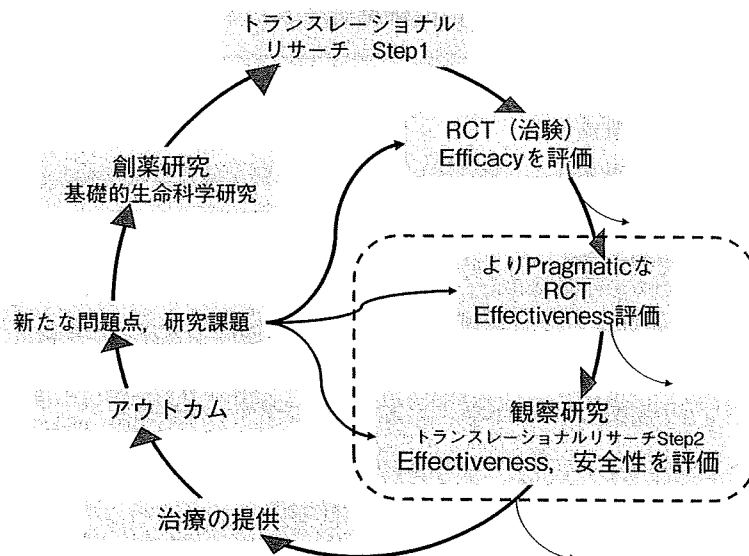 トランスレーショナル
リサーチ Step1
RCT（治験）
Efficacyを評価
創薬研究
基礎的生命科学研究
よりPragmaticな
RCT
Effectiveness評価
新たな問題点，研究課題
アウトカム
観察研究
トランスレーショナルリサーチStep2
Effectiveness，安全性を評価
治療の提供